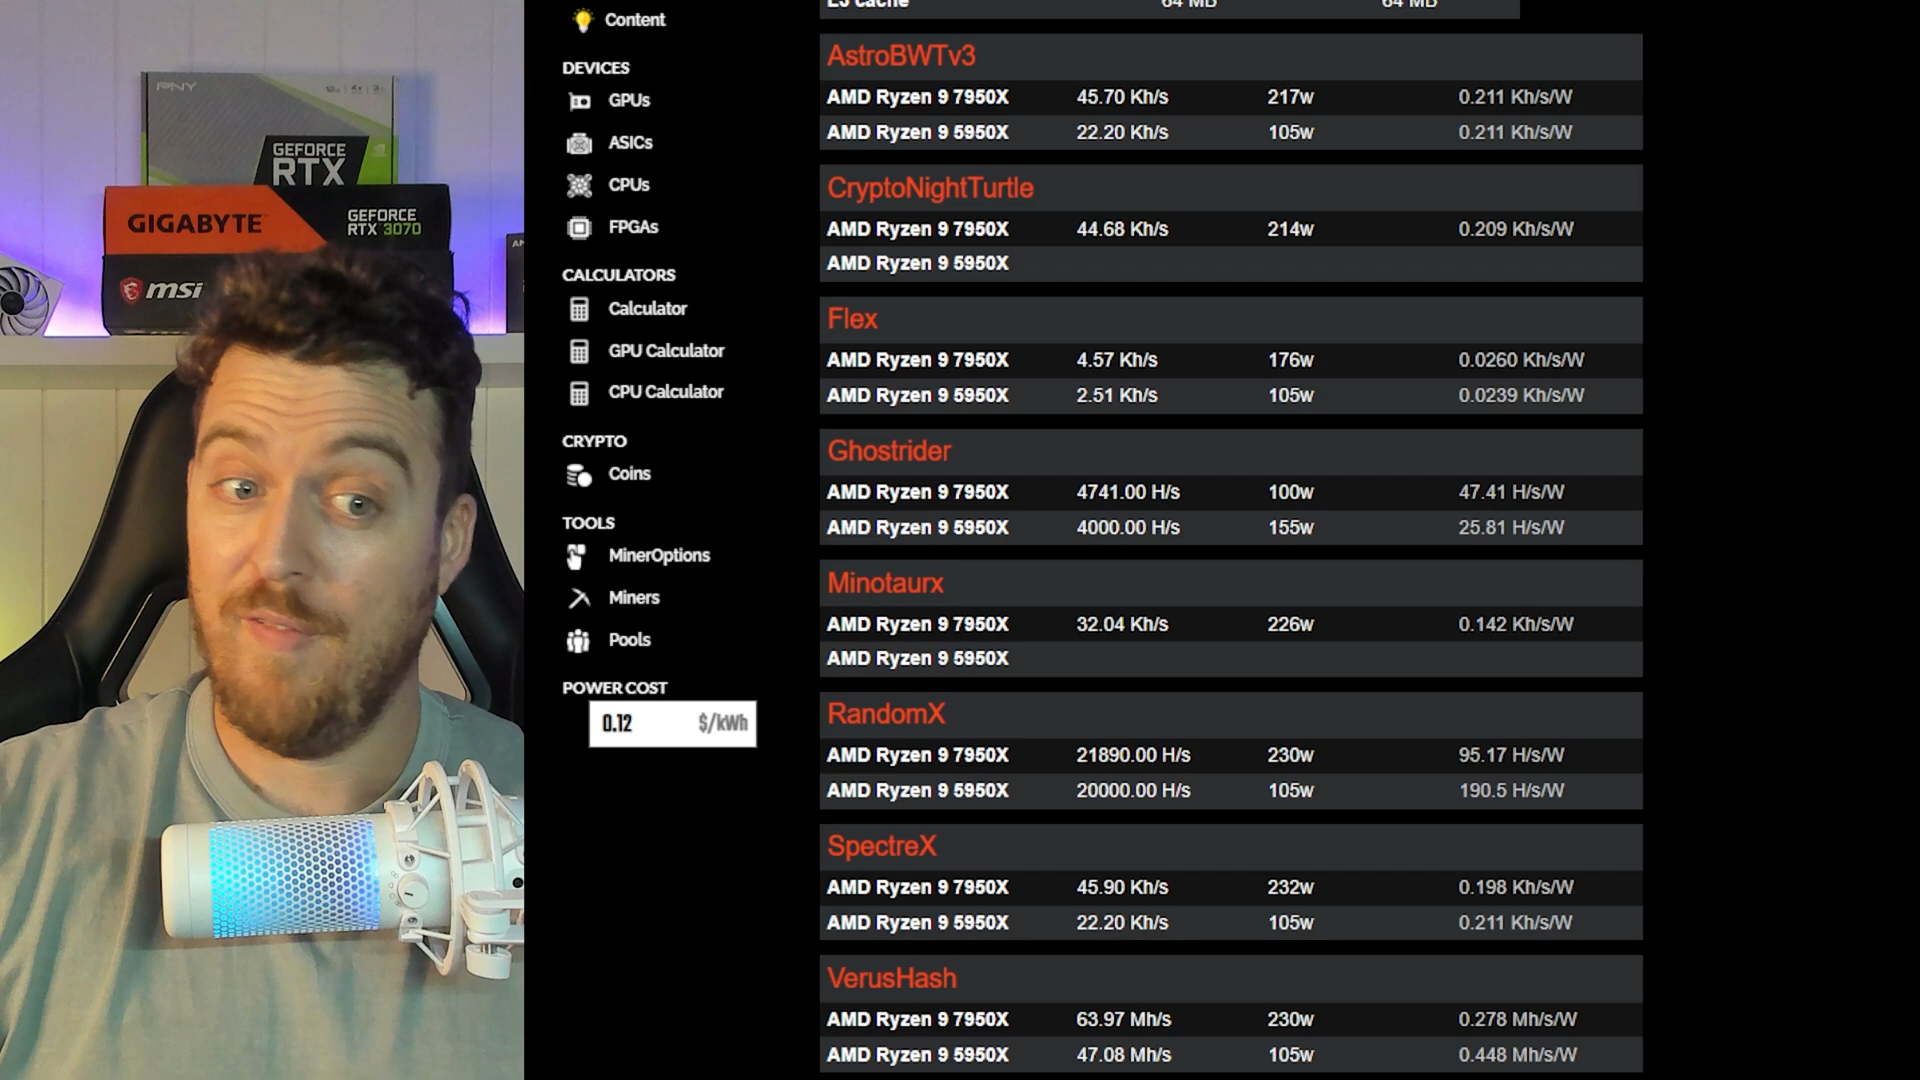 PNY
GEFORCE
RTX
GIGABYTE
GEFORCE
RTX 3070
msi
Content
DEVICES
GPUs
ASICs
CPUs
FPGAs
CALCULATORS
Calculator
GPU Calculator
CPU Calculator
CRYPTO
Coins
TOOLS
MinerOptions
Miners
Pools
POWER COST
0.12 $/kWh
L3 cache 64 MB 64 MB
AstroBWTv3
AMD Ryzen 9 7950X 45.70 Kh/s 217w 0.211 Kh/s/W
AMD Ryzen 9 5950X 22.20 Kh/s 105w 0.211 Kh/s/W
CryptoNightTurtle
AMD Ryzen 9 7950X 44.68 Kh/s 214w 0.209 Kh/s/W
AMD Ryzen 9 5950X
Flex
AMD Ryzen 9 7950X 4.57 Kh/s 176w 0.0260 Kh/s/W
AMD Ryzen 9 5950X 2.51 Kh/s 105w 0.0239 Kh/s/W
Ghostrider
AMD Ryzen 9 7950X 4741.00 H/s 100w 47.41 H/s/W
AMD Ryzen 9 5950X 4000.00 H/s 155w 25.81 H/s/W
Minotaurx
AMD Ryzen 9 7950X 32.04 Kh/s 226w 0.142 Kh/s/W
AMD Ryzen 9 5950X
RandomX
AMD Ryzen 9 7950X 21890.00 H/s 230w 95.17 H/s/W
AMD Ryzen 9 5950X 20000.00 H/s 105w 190.5 H/s/W
SpectreX
AMD Ryzen 9 7950X 45.90 Kh/s 232w 0.198 Kh/s/W
AMD Ryzen 9 5950X 22.20 Kh/s 105w 0.211 Kh/s/W
VerusHash
AMD Ryzen 9 7950X 63.97 Mh/s 230w 0.278 Mh/s/W
AMD Ryzen 9 5950X 47.08 Mh/s 105w 0.448 Mh/s/W